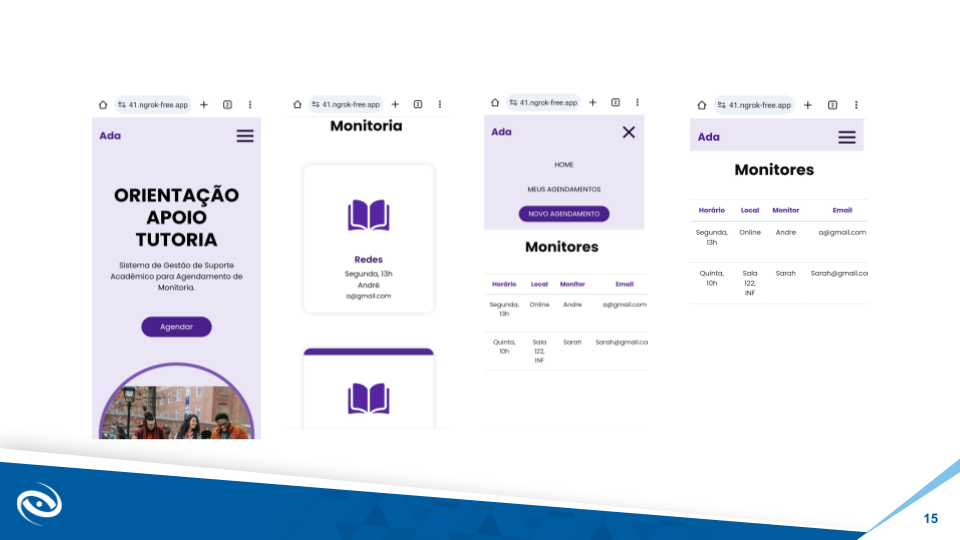 41.ngrok-free.app
2
Ada
ORIENTAÇÃO
APOIO
TUTORIA
Sistema de Gestão de Suporte
Acadêmico para Agendamento de
Monitoria.
Agendar
41.ngrok-free.app
2
Monitoria
Redes
Segunda, 13h
André
a@gmail.com
41.ngrok-free.app
2
Ada
HOME
MEUS AGENDAMENTOS
NOVO AGENDAMENTO
Monitores
Horário Local Monitor Email
Segunda, Online Andre a@gmail.com
13h
Quinta, Sala Sarah Sarah@gmail.co
10h 122,
INF
41.ngrok-free.app
2
Ada
Monitores
Horário Local Monitor Email
Segunda, Online Andre a@gmail.com
13h
Quinta, Sala Sarah Sarah@gmail.co
10h 122,
INF
15